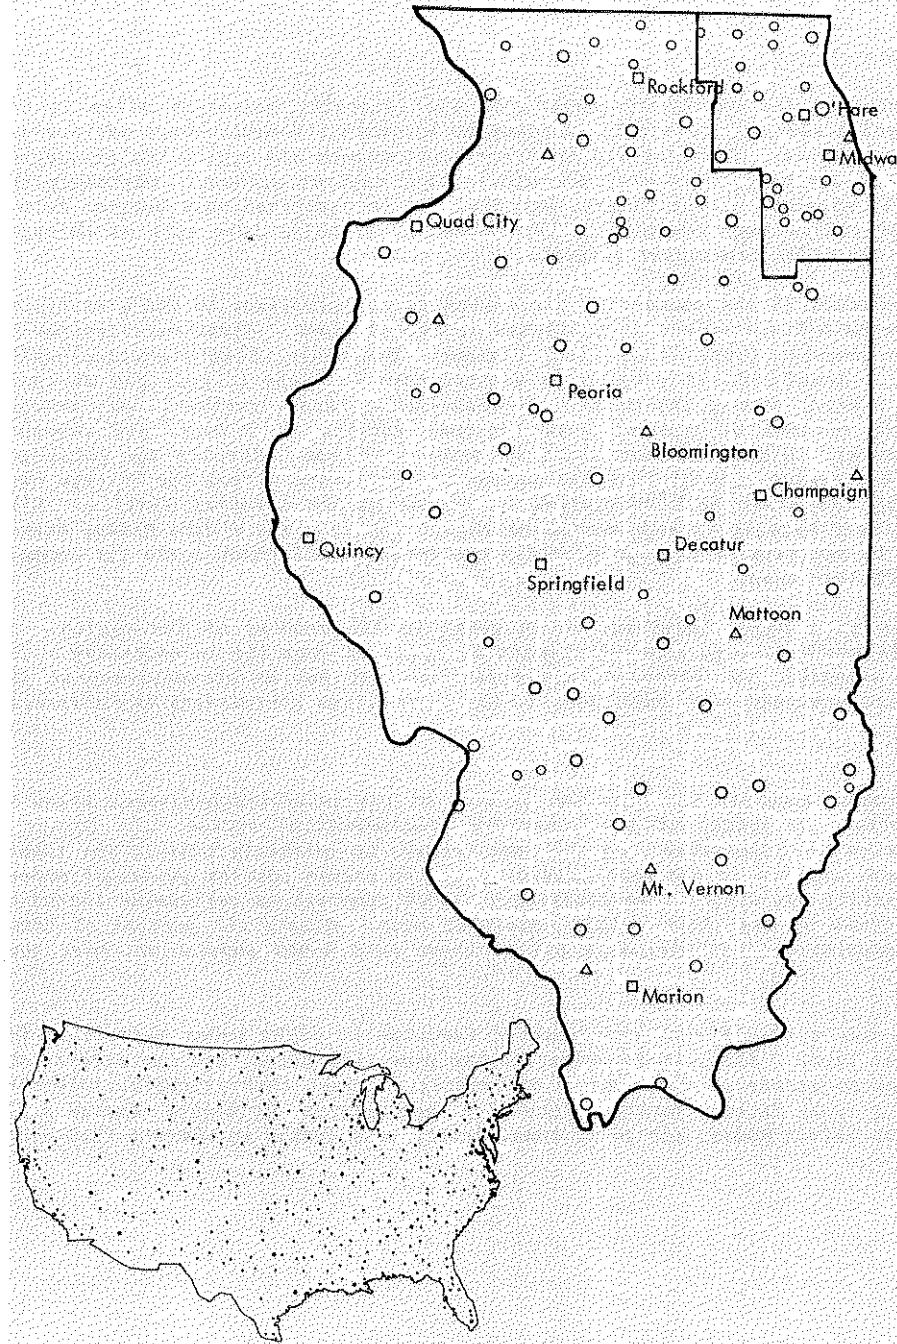 Rockford
O'Hare
Midwa
Quad City
Peoria
Bloomington
Champaign
Quincy
Decatur
Springfield
Mattoon
Mt. Vernon
Marion